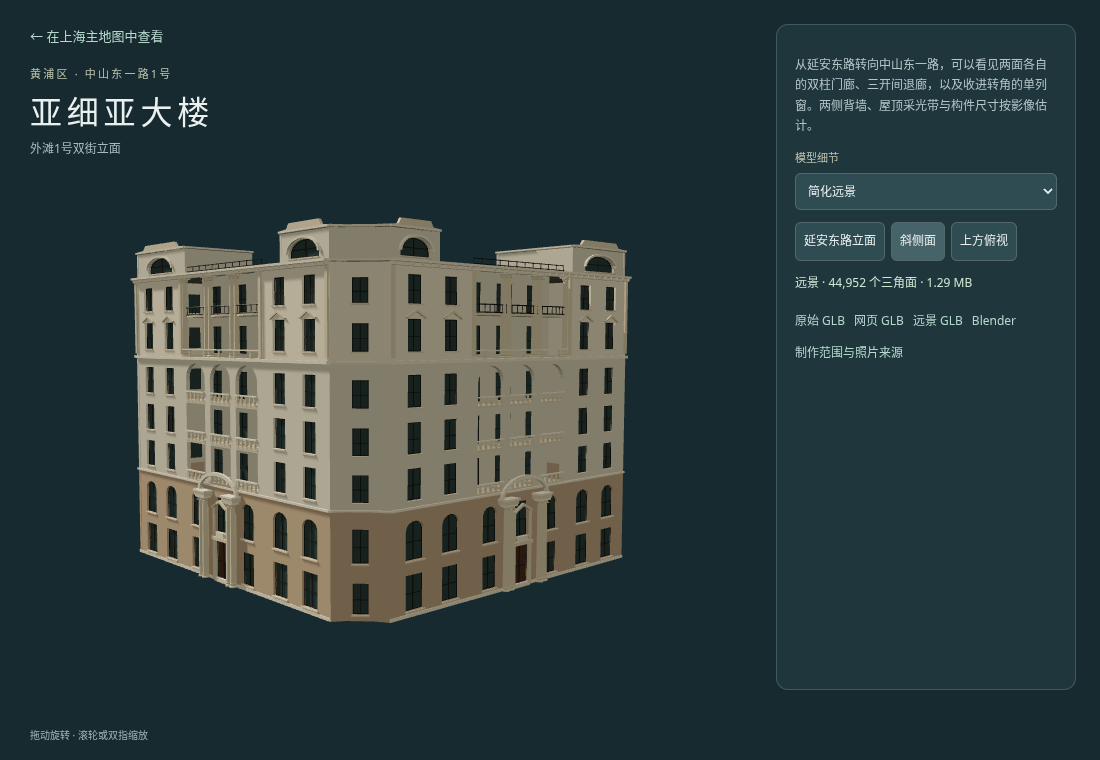 ← 在上海主地图中查看
黄浦区 · 中山东一路1号
亚细亚大楼
外滩1号双街立面
从延安东路转向中山东一路，可以看见两面各自
的双柱门廊、三开间退廊，以及收进转角的单列
窗。两侧背墙、屋顶采光带与构件尺寸按影像估
计。
模型细节
简化远景
延安东路立面 斜侧面 上方俯视
远景 · 44,952 个三角面 · 1.29 MB
原始 GLB 网页 GLB 远景 GLB Blender
制作范围与照片来源
拖动旋转 · 滚轮或双指缩放